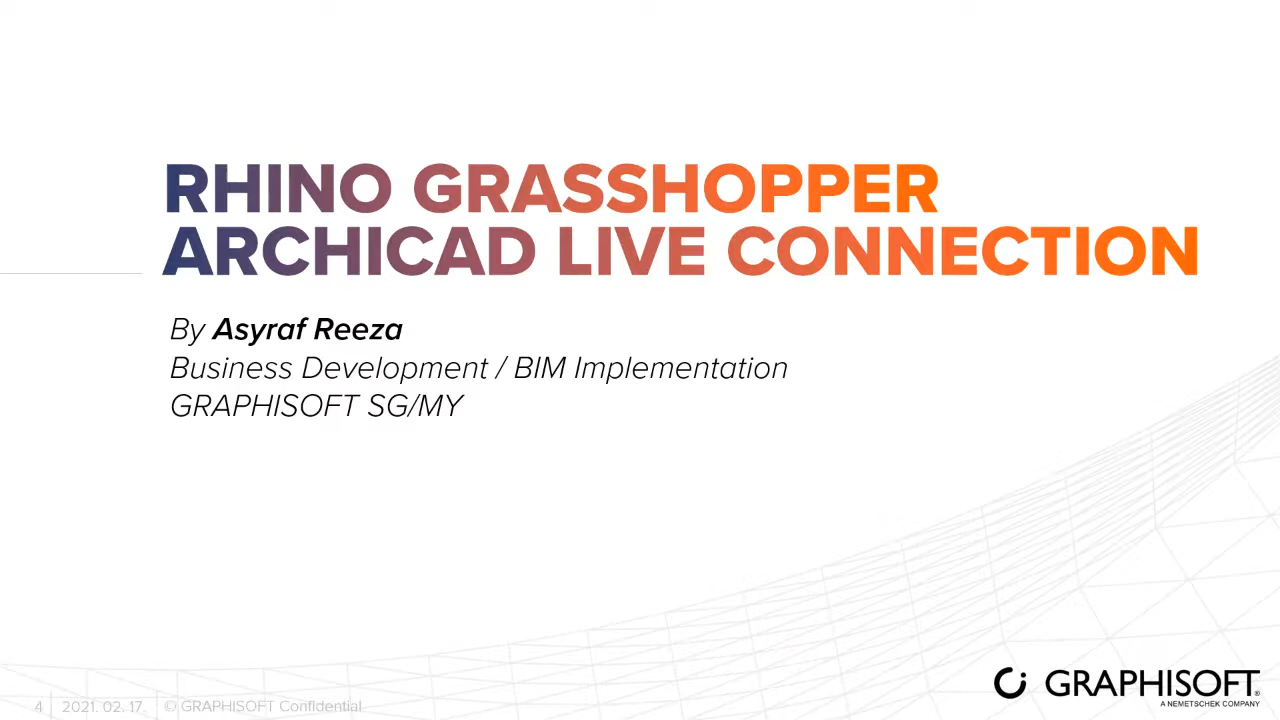 RHINO GRASSHOPPER
ARCHICAD LIVE CONNECTION
By Asyraf Reeza
Business Development / BIM Implementation
GRAPHISOFT SG/MY
4 2021. 02. 17. © GRAPHISOFT Confidential
GRAPHISOFT®
A NEMETSCHEK COMPANY